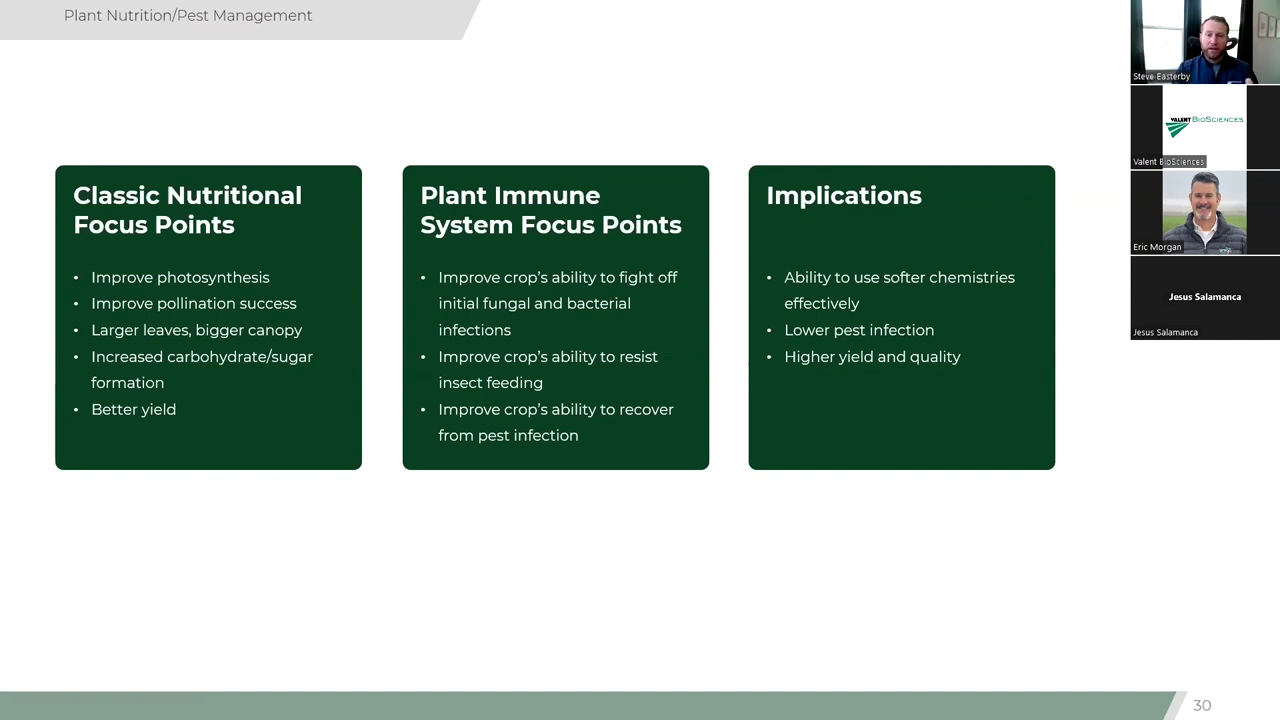 Plant Nutrition/Pest Management
Classic Nutritional
Focus Points
• Improve photosynthesis
• Improve pollination success
• Larger leaves, bigger canopy
• Increased carbohydrate/sugar
formation
• Better yield
Plant Immune
System Focus Points
• Improve crop's ability to fight off
initial fungal and bacterial
infections
• Improve crop's ability to resist
insect feeding
• Improve crop's ability to recover
from pest infection
Implications
• Ability to use softer chemistries
effectively
• Lower pest infection
• Higher yield and quality
Steve Easterby
VALENT BIOSCIENCES
Valent BioSciences
Eric Morgan
Jesus Salamanca
Jesus Salamanca
30